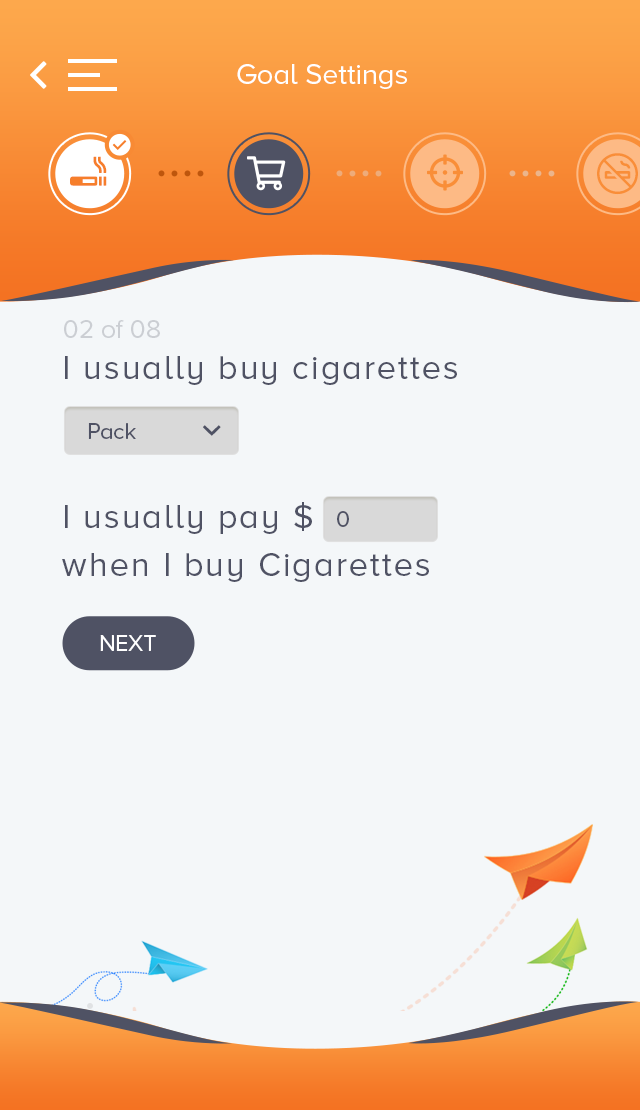 Goal Settings
02 of 08
I usually buy cigarettes
Pack
I usually pay $ 0
when I buy Cigarettes
NEXT